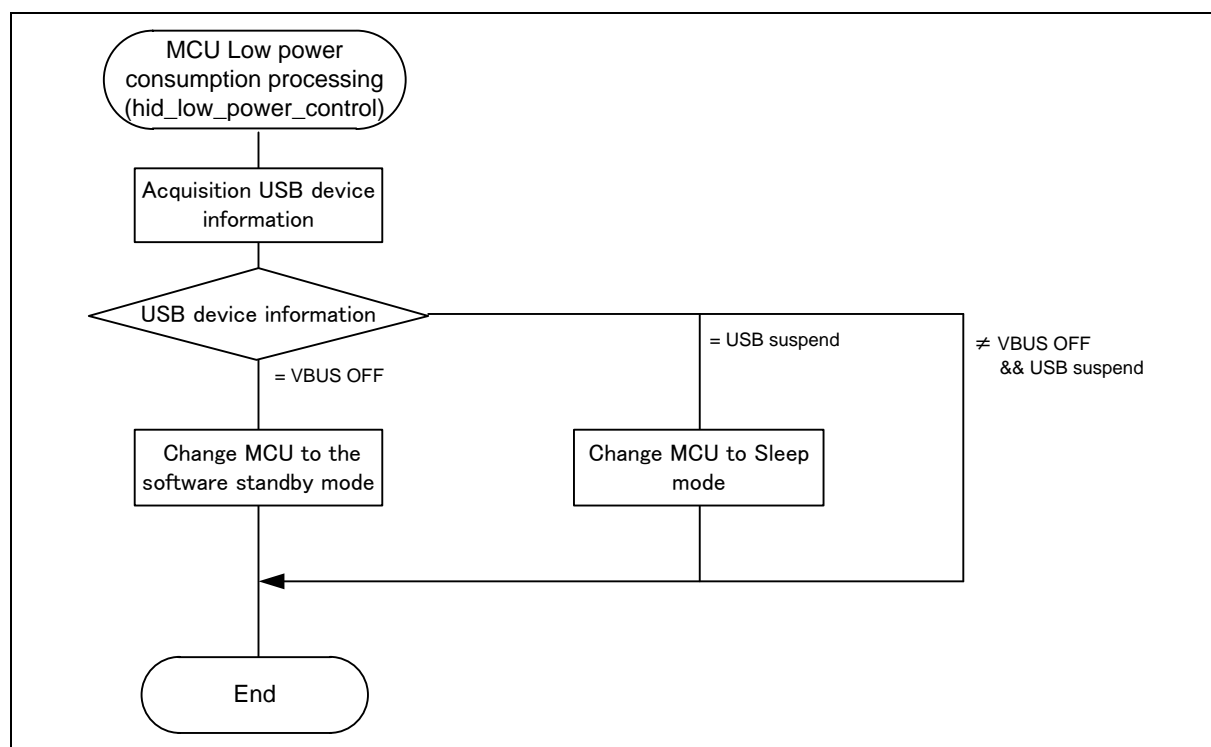 MCU Low power
consumption processing
(hid_low_power_control)
Acquisition USB device
information
USB device information
= VBUS OFF
= USB suspend
≠ VBUS OFF
&& USB suspend
Change MCU to the
software standby mode
Change MCU to Sleep
mode
End